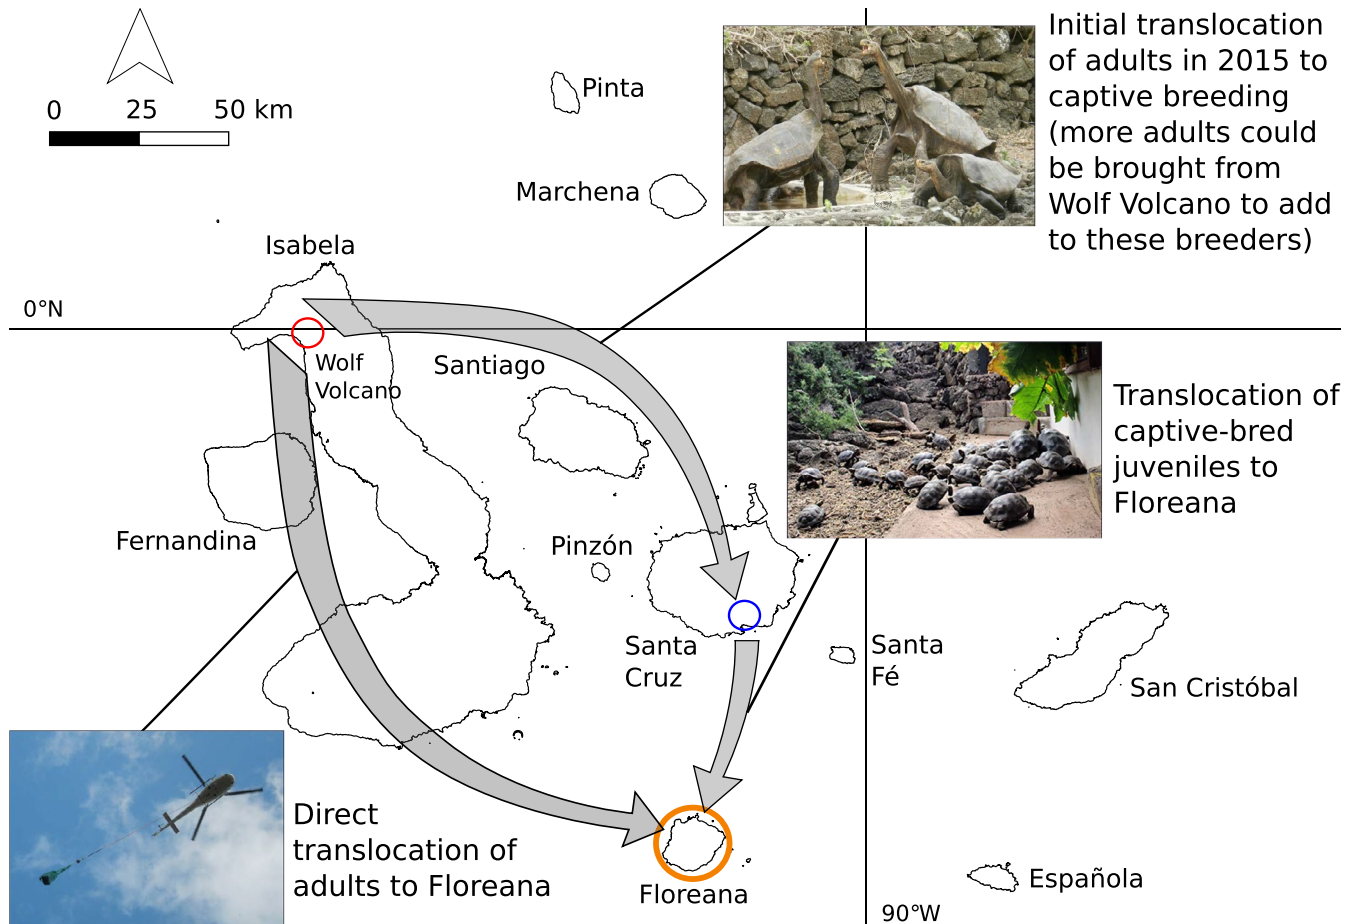 Initial translocation
of adults in 2015 to
captive breeding
(more adults could
be brought from
Wolf Volcano to add
to these breeders)
0 25 50 km
Pinta
Marchena
Isabela
0°N
Wolf
Volcano
Santiago
Translocation of
captive-bred
juveniles to
Floreana
Fernandina
Pinzón
Santa
Cruz
Santa
Fé
San Cristóbal
Direct
translocation of
adults to Floreana
Floreana
Española
90°W